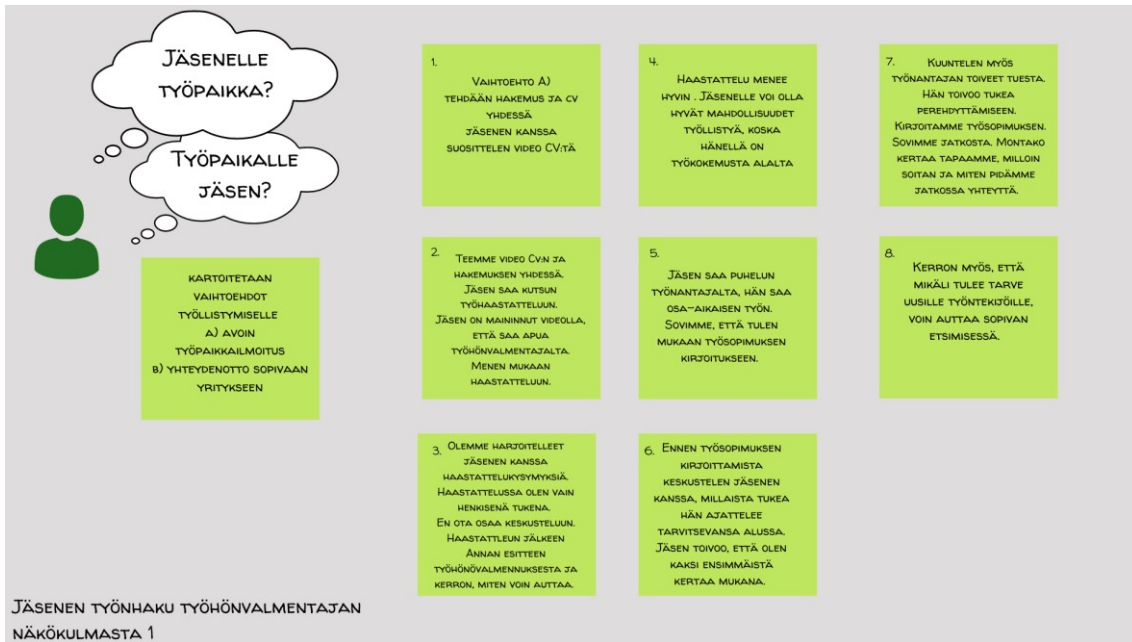 Jäsenelle
työpaikka?
Työpaikalle
jäsen?
kartoitetaan
vaihtoehdot
työllistymiselle
a) avoin
työpaikkailmoitus
b) yhteydenotto sopivaan
yritykseen
1.
Vaihtoehto A)
tehdään hakemus ja cv
yhdessä
jäsenen kanssa
suosittelen video CV:tä
2.
Teemme video Cv:n ja
hakemuksen yhdessä.
Jäsen saa kutsun
työhaastatteluun.
Jäsen on maininnut videolla,
että saa apua
työhönvalmentajalta.
Menen mukaan
haastatteluun.
3.
Olemme harjoitelleet
jäsenen kanssa
haastattelukysymyksiä.
Haastattelussa olen vain
henkisenä tukena.
En ota osaa keskusteluun.
Haastattleun jälkeen
Annan esitteen
työhönövalmennuksesta ja
kerron, miten voin auttaa.
4.
Haastattelu menee
hyvin . Jäsenelle voi olla
hyvät mahdollisuudet
työllistyä, koska
hänellä on
työkokemusta alalta
5.
Jäsen saa puhelun
työnantajalta, hän saa
osa-aikaisen työn.
Sovimme, että tulen
mukaan työsopimuksen
kirjoitukseen.
6.
Ennen työsopimuksen
kirjoittamista
keskustelen jäsenen
kanssa, millaista tukea
hän ajattelee
tarvitsevansa alussa.
Jäsen toivoo, että olen
kaksi ensimmäistä
kertaa mukana.
7.
Kuuntelen myös
työnantajan toiveet tuesta.
Hän toivoo tukea
perehdyttämiseen.
Kirjoitamme työsopimuksen.
Sovimme jatkosta. Montako
kertaa tapaamme, milloin
soitan ja miten pidämme
jatkossa yhteyttä.
8.
Kerron myös, että
mikäli tulee tarve
uusille työntekijöille,
voin auttaa sopivan
etsimisessä.
Jäsenen työnhaku työhönvalmentajan
näkökulmasta 1